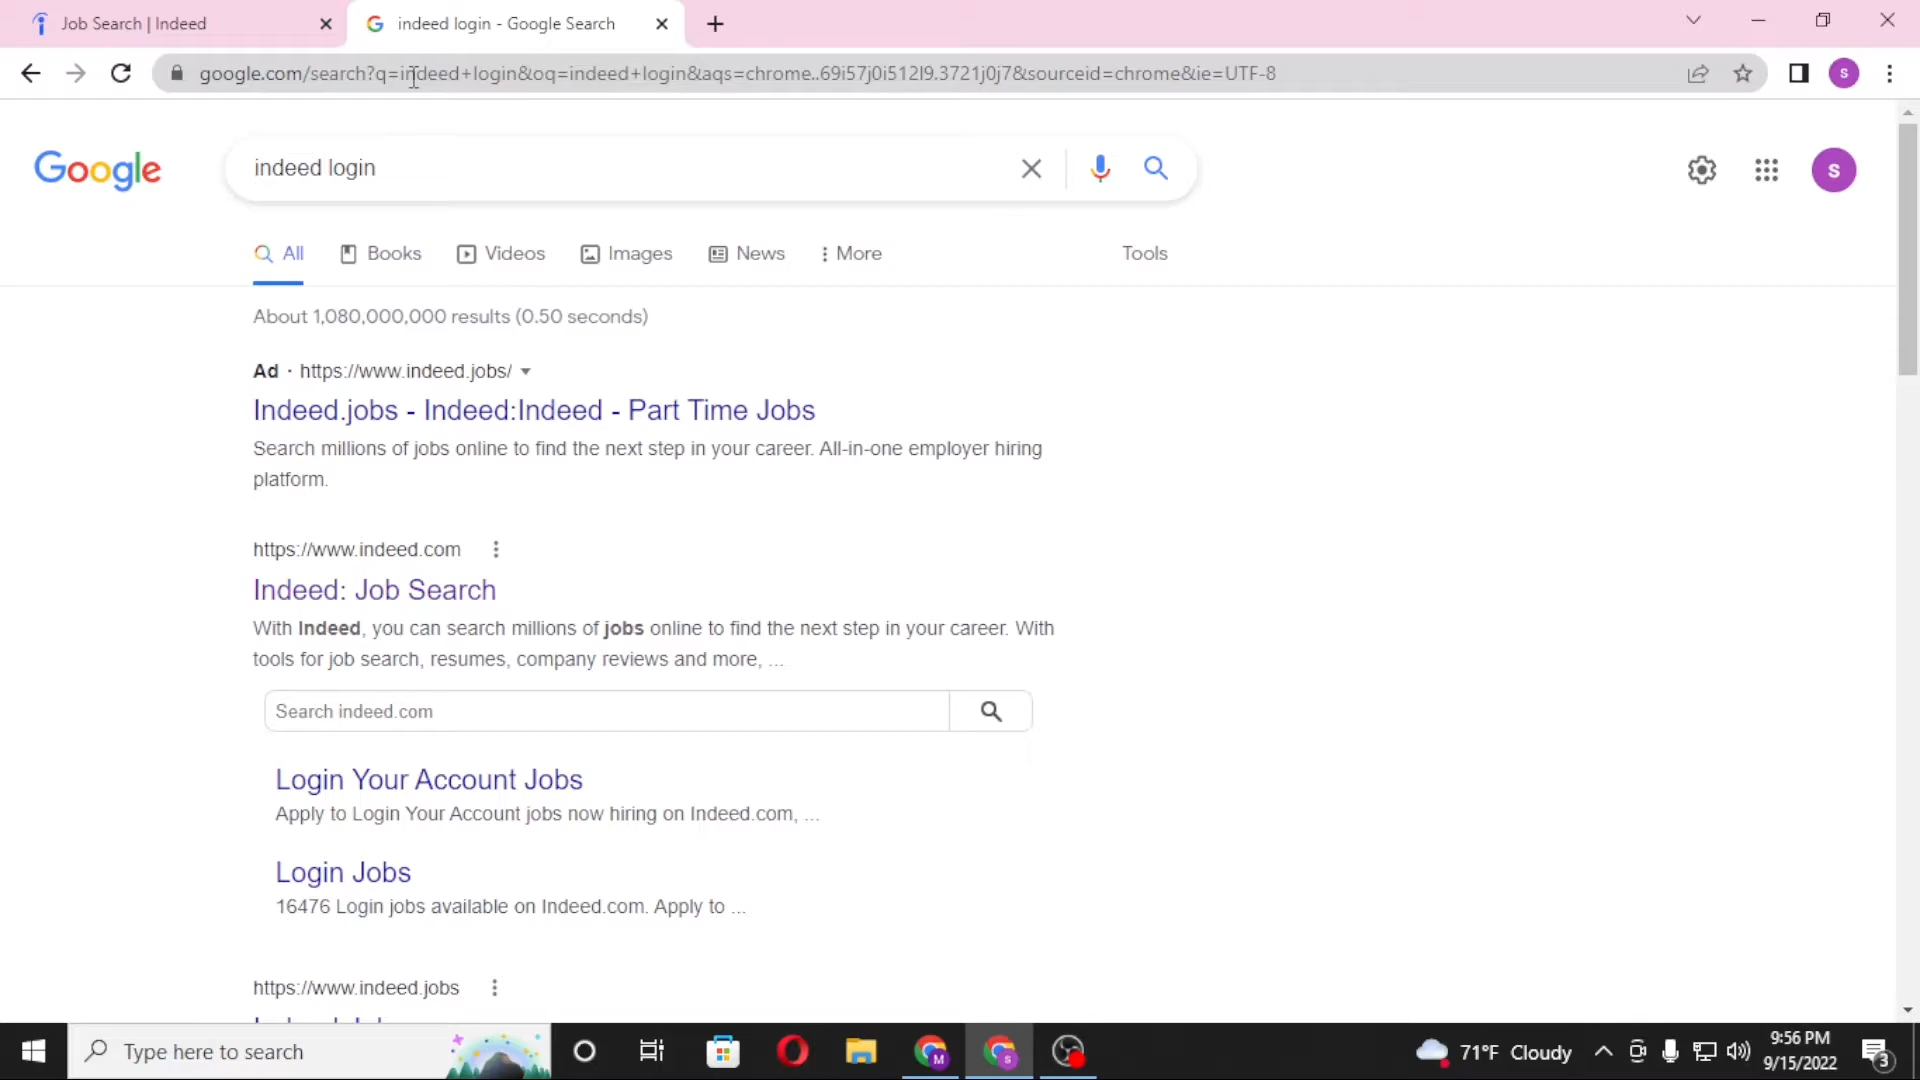 Job Search | Indeed
indeed login - Google Search
google.com/search?q=indeed+login&oq=indeed+login&aqs=chrome..69i57j0i512l9.3721j0j7&sourceid=chrome&ie=UTF-8
S
Google
indeed login
S
All
Books
Videos
Images
News
More
Tools
About 1,080,000,000 results (0.50 seconds)
Ad · https://www.indeed.jobs/
Indeed.jobs - Indeed:Indeed - Part Time Jobs
Search millions of jobs online to find the next step in your career. All-in-one employer hiring
platform.
https://www.indeed.com
Indeed: Job Search
With Indeed, you can search millions of jobs online to find the next step in your career. With
tools for job search, resumes, company reviews and more, ...
Search indeed.com
Login Your Account Jobs
Apply to Login Your Account jobs now hiring on Indeed.com, ...
Login Jobs
16476 Login jobs available on Indeed.com. Apply to ...
https://www.indeed.jobs
Type here to search
M
S
71°F Cloudy
9:56 PM
9/15/2022
3